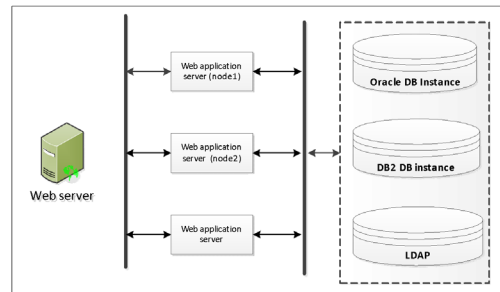 Web application
server (node1)
Oracle DB Instance
Web application
server (node2)
DB2 DB instance
Web server
Web application
server
LDAP